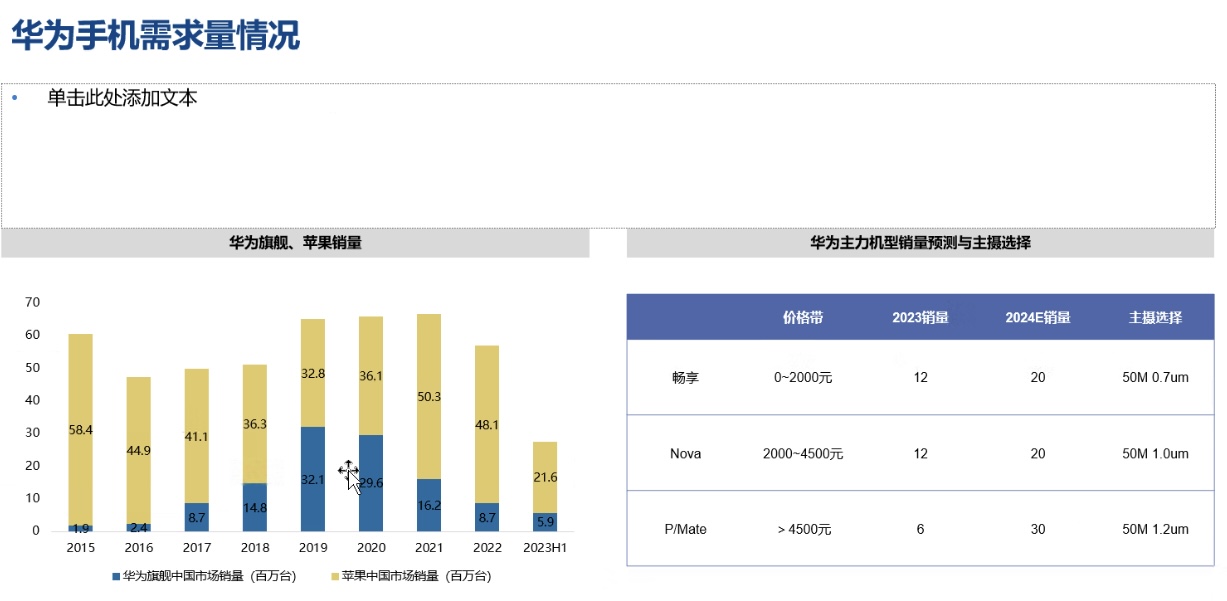 华为手机需求量情况
• 单击此处添加文本
华为旗舰、苹果销量
70
60
50
40
30
20
10
0
58.4 44.9 41.1 36.3 32.8 36.1 50.3 48.1 21.6
1.9 2.4 8.7 14.8 32.1 29.6 16.2 8.7 5.9
2015 2016 2017 2018 2019 2020 2021 2022 2023H1
华为旗舰中国市场销量（百万台） 苹果中国市场销量（百万台）
华为主力机型销量预测与主摄选择
价格带 2023销量 2024E销量 主摄选择
畅享 0~2000元 12 20 50M 0.7um
Nova 2000~4500元 12 20 50M 1.0um
P/Mate ＞4500元 6 30 50M 1.2um